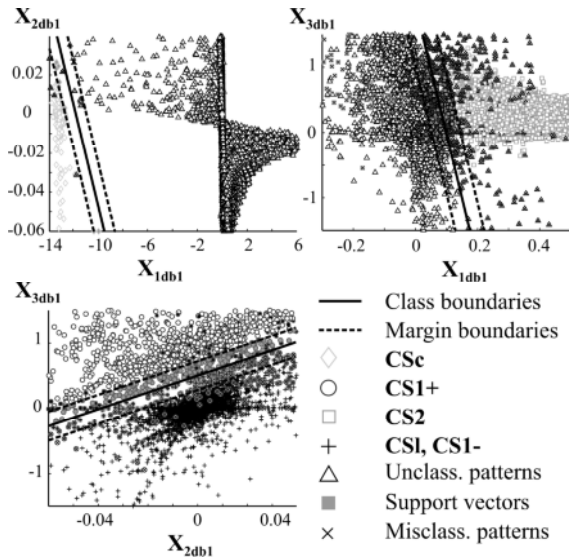 X2db1
0.02
0
-0.02
-0.04
-0.06
-14
-10
-6
-2
2
6
X1db1
X3db1
1
0
-1
-0.2
0
0.2
0.4
X1db1
X3db1
1
0
-1
-0.04
0
0.04
X2db1
Class boundaries
Margin boundaries
CSc
CS1+
CS2
CSl, CS1-
Unclass. patterns
Support vectors
Misclass. patterns